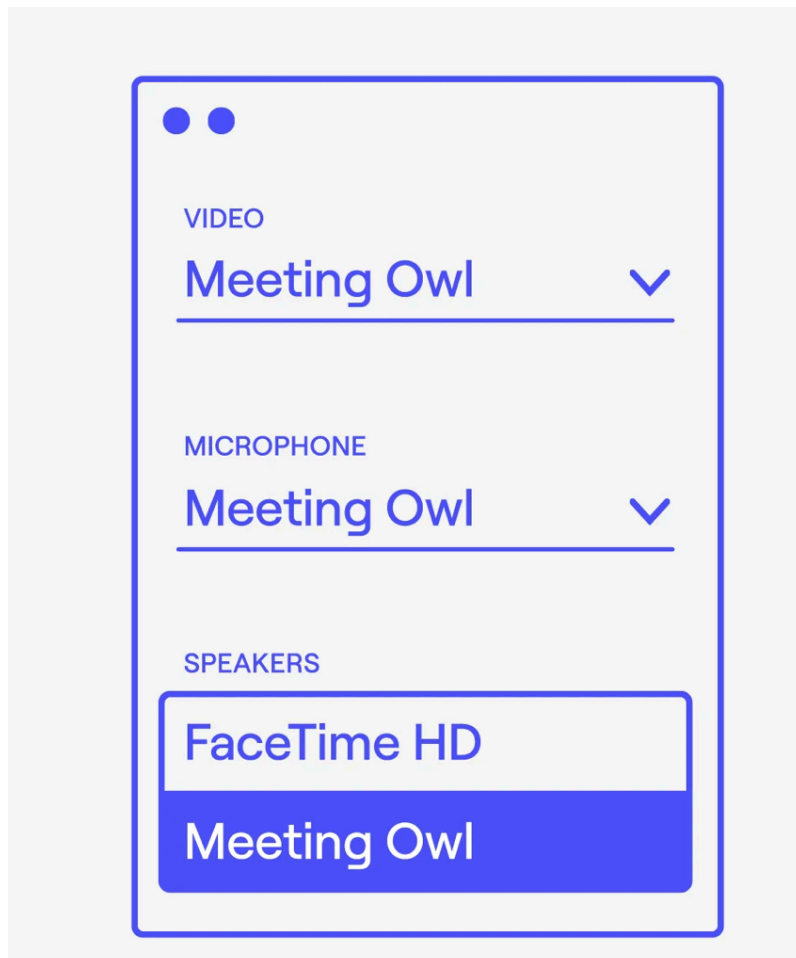 VIDEO
Meeting Owl
MICROPHONE
Meeting Owl
SPEAKERS
FaceTime HD
Meeting Owl